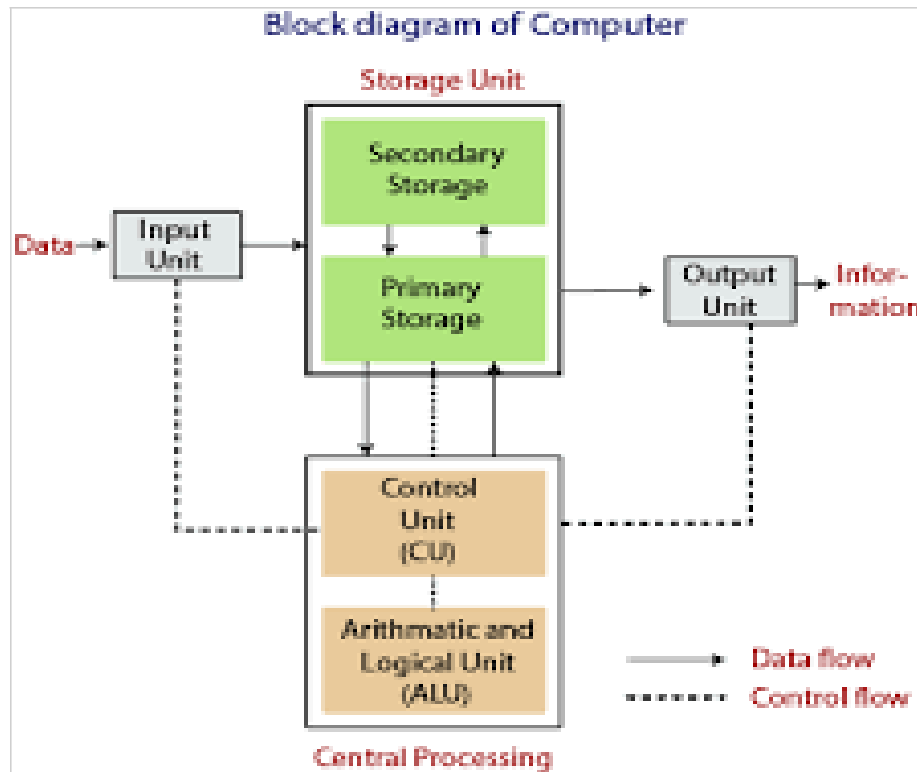 Block diagram of Computer
Storage Unit
Secondary
Storage
Data
Input
Unit
Primary
Storage
Output
Unit
Infor-
mation
Control
Unit
(CU)
Arithmatic and
Logical Unit
(ALU)
Data flow
Control flow
Central Processing